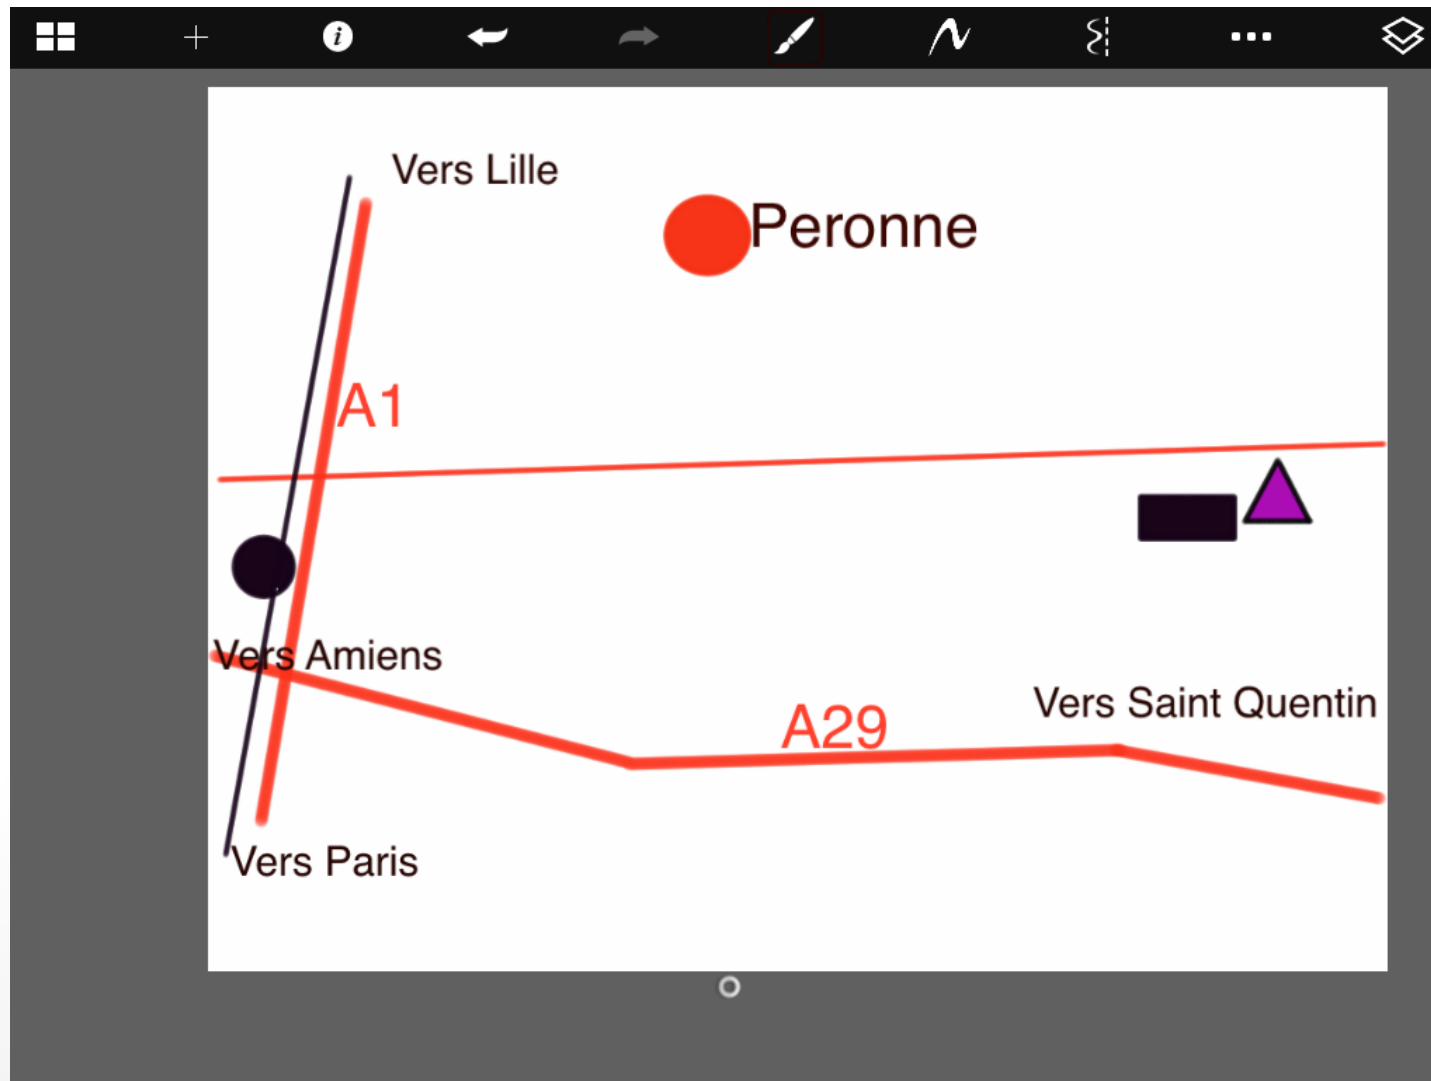 Vers Lille
Peronne
A1
Vers Amiens
Vers Saint Quentin
A29
Vers Paris